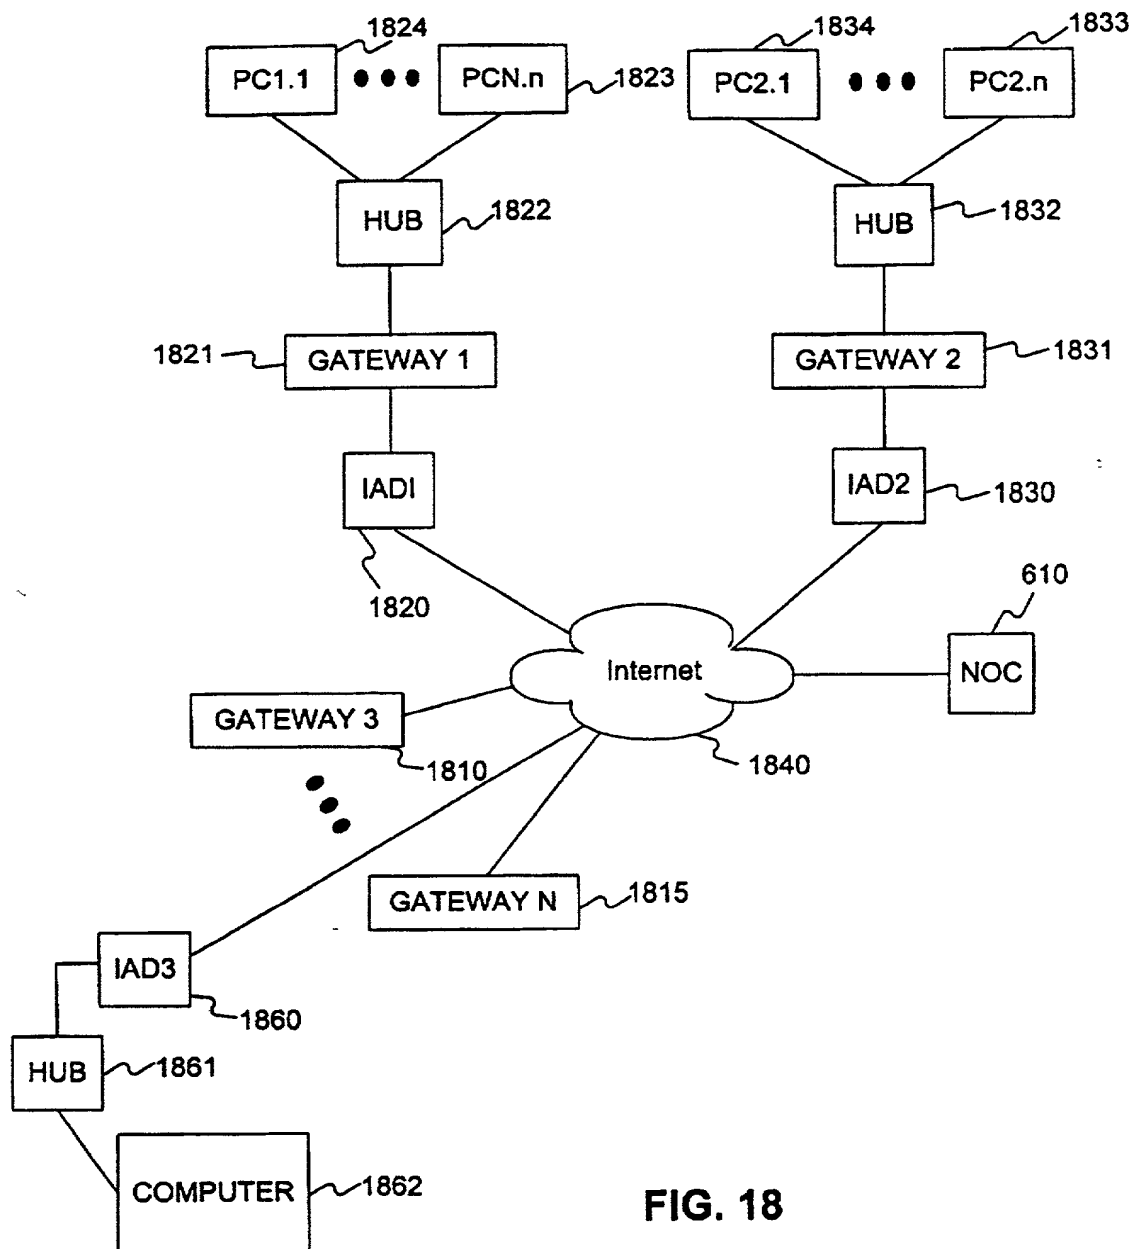 1824
1834
1833
PC1.1
PCN.n
1823
PC2.1
PC2.n
HUB
1822
HUB
1832
1821
GATEWAY 1
GATEWAY 2
1831
IADI
IAD2
1830
1820
610
Internet
NOC
GATEWAY 3
1810
1840
GATEWAY N
1815
IAD3
1860
HUB
1861
COMPUTER
1862
FIG. 18